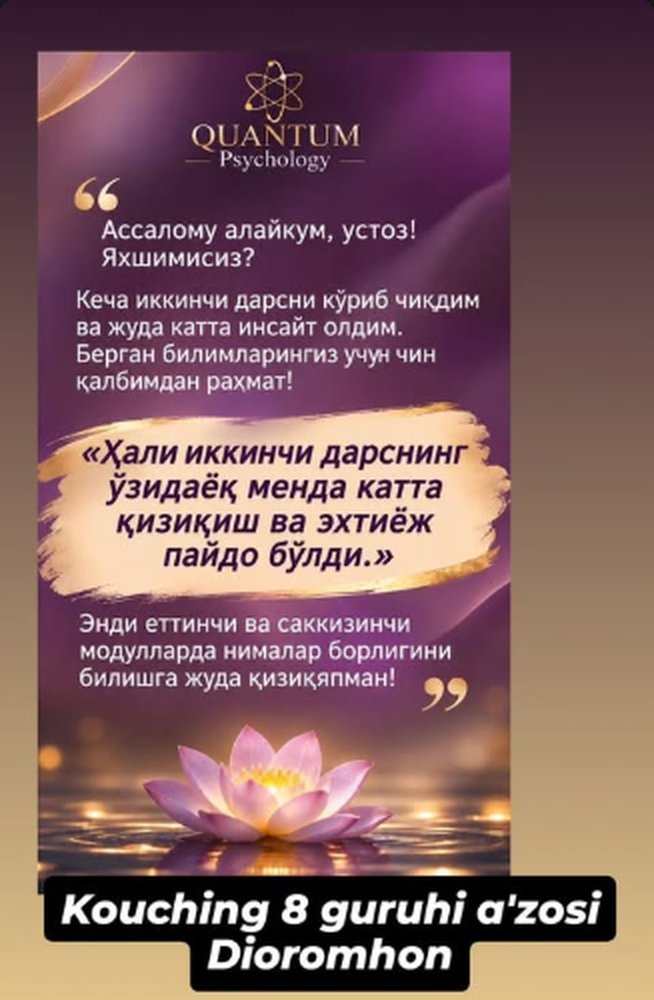 QUANTUM
Psychology
“
Ассалому алайкум, устоз!
Яхшимисиз?
Кеча иккинчи дарсни кўриб чиқдим
ва жуда катта инсайт олдим.
Берган билимларингиз учун чин
қалбимдан раҳмат!
«Ҳали иккинчи дарснинг
ўзидаёқ менда катта
қизиқиш ва эхтиёж
пайдо бўлди.»
Энди еттинчи ва саккизинчи
модулларда нималар борлигини
билишга жуда қизиқяпман!
”
Kouching 8 guruhi a'zosi
Dioromhon